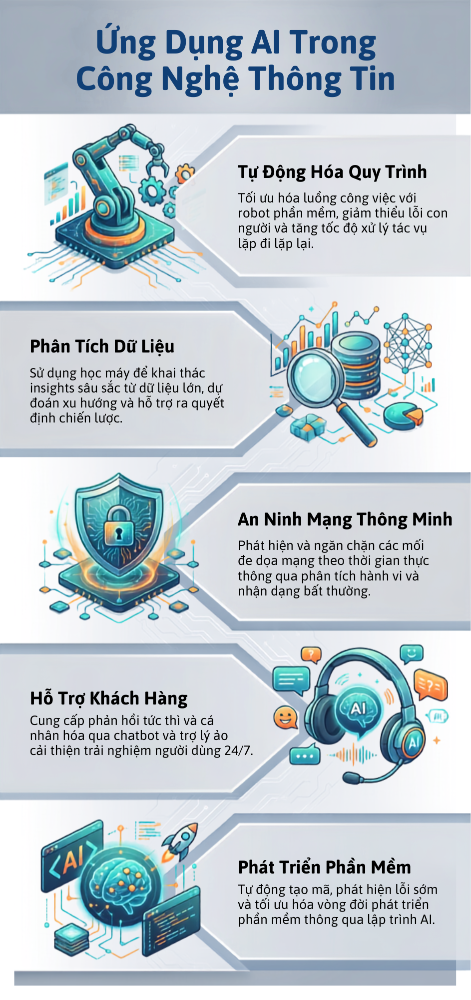 Ứng Dụng AI Trong
Công Nghệ Thông Tin
Tự Động Hóa Quy Trình
Tối ưu hóa luồng công việc với
robot phần mềm, giảm thiểu lỗi con
người và tăng tốc độ xử lý tác vụ
lặp đi lặp lại.
Phân Tích Dữ Liệu
Sử dụng học máy để khai thác
insights sâu sắc từ dữ liệu lớn, dự
đoán xu hướng và hỗ trợ ra quyết
định chiến lược.
An Ninh Mạng Thông Minh
Phát hiện và ngăn chặn các mối
đe dọa mạng theo thời gian thực
thông qua phân tích hành vi và
nhận dạng bất thường.
?
=?=
AI
AI
Hỗ Trợ Khách Hàng
Cung cấp phản hồi tức thì và cá
nhân hóa qua chatbot và trợ lý ảo
cải thiện trải nghiệm người dùng 24/7.
<AI>
Phát Triển Phần Mềm
Tự động tạo mã, phát hiện lỗi sớm
và tối ưu hóa vòng đời phát triển
phần mềm thông qua lập trình AI.